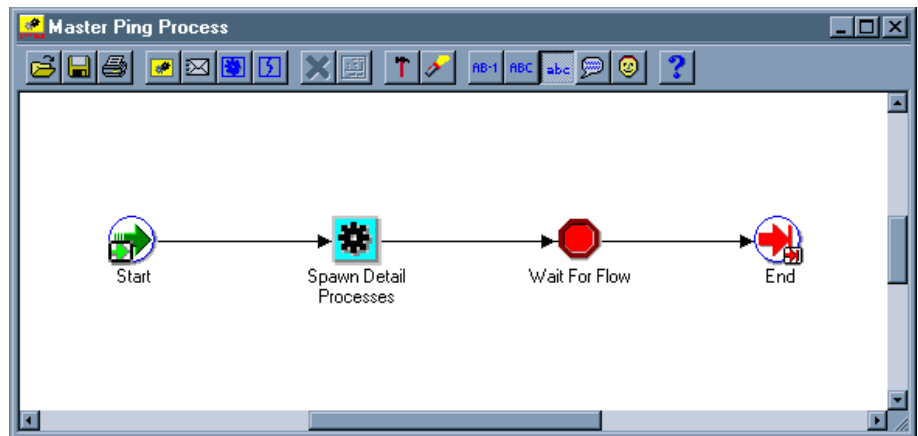 Master Ping Process
AB-1 ABC abc ?
Start
Spawn Detail
Processes
Wait For Flow
End